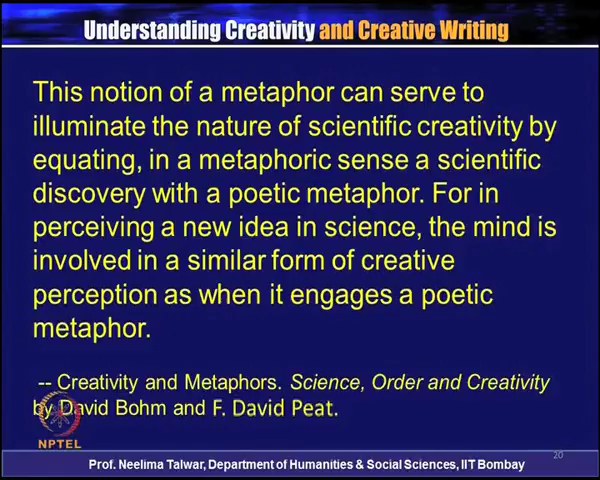 Understanding Creativity and Creative Writing
This notion of a metaphor can serve to
illuminate the nature of scientific creativity by
equating, in a metaphoric sense a scientific
discovery with a poetic metaphor. For in
perceiving a new idea in science, the mind is
involved in a similar form of creative
perception as when it engages a poetic
metaphor.
-- Creativity and Metaphors. Science, Order and Creativity
by David Bohm and F. David Peat.
NPTEL
20
Prof. Neelima Talwar, Department of Humanities & Social Sciences, IIT Bombay